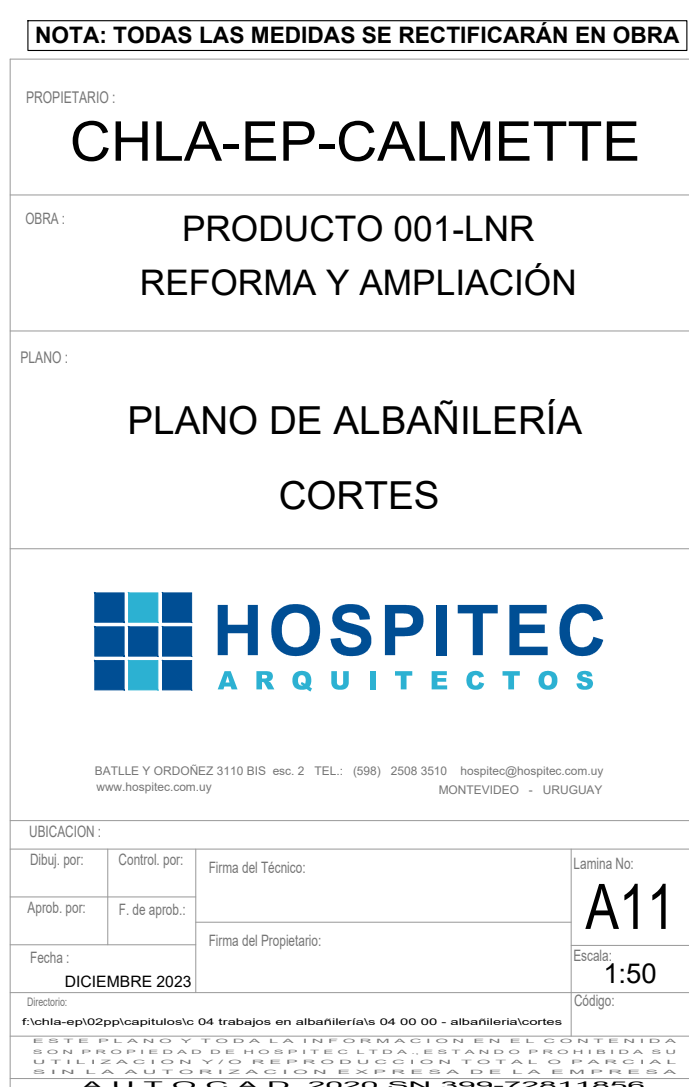 NOTA: TODAS LAS MEDIDAS SE RECTIFICARÁN EN OBRA
PROPIETARIO :
CHLA-EP-CALMETTE
OBRA :
PRODUCTO 001-LNR
REFORMA Y AMPLIACIÓN
PLANO :
PLANO DE ALBAÑILERÍA
CORTES
HOSPITEC
ARQUITECTOS
BATLLE Y ORDOÑEZ 3110 BIS esc. 2 TEL.: (598) 2508 3510 hospitec@hospitec.com.uy
www.hospitec.com.uy MONTEVIDEO - URUGUAY
UBICACION :
Dibuj. por: Control. por: Firma del Técnico: Lamina No:
A11
Aprob. por: F. de aprob.:
Firma del Propietario:
Fecha : Escala:
DICIEMBRE 2023 1:50
Directorio: Código:
f:\chla-ep\02pp\capitulos\c 04 trabajos en albañilería\s 04 00 00 - albañileria\cortes
ESTE PLANO Y TODA LA INFORMACION EN EL CONTENIDA
SON PROPIEDAD DE HOSPITEC LTDA., ESTANDO PROHIBIDA SU
UTILIZACION Y/O REPRODUCCION TOTAL O PARCIAL
SIN LA AUTORIZACION EXPRESA DE LA EMPRESA
AUTOCAD 2020 SN 399-72811856